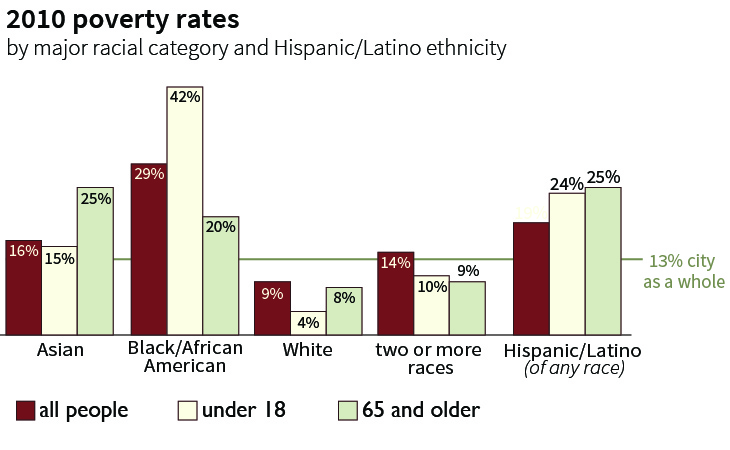 2010 poverty rates
by major racial category and Hispanic/Latino ethnicity
42%
29%
24%
25%
25%
20%
16%
15%
14%
13% city
as a whole
9%
10%
9%
8%
4%
Asian
Black/African
American
White
two or more
races
Hispanic/Latino
(of any race)
all people
under 18
65 and older